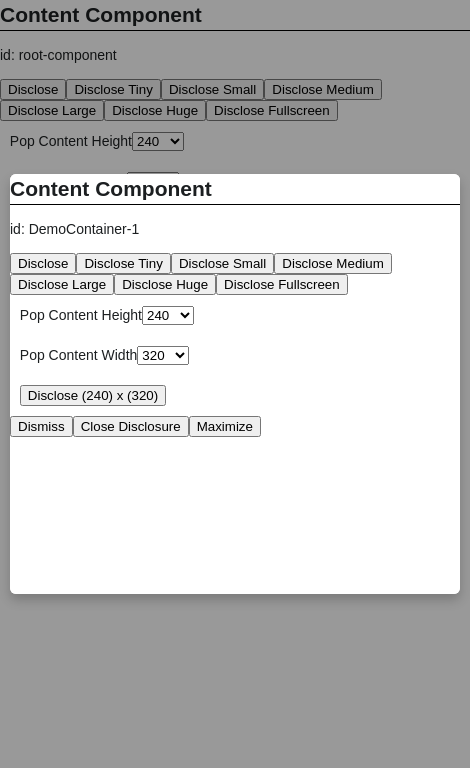 Content Component
id: root-component
Disclose Disclose Tiny Disclose Small Disclose Medium
Disclose Large Disclose Huge Disclose Fullscreen
Pop Content Height 240
Content Component
id: DemoContainer-1
Disclose Disclose Tiny Disclose Small Disclose Medium
Disclose Large Disclose Huge Disclose Fullscreen
Pop Content Height 240
Pop Content Width 320
Disclose (240) x (320)
Dismiss Close Disclosure Maximize